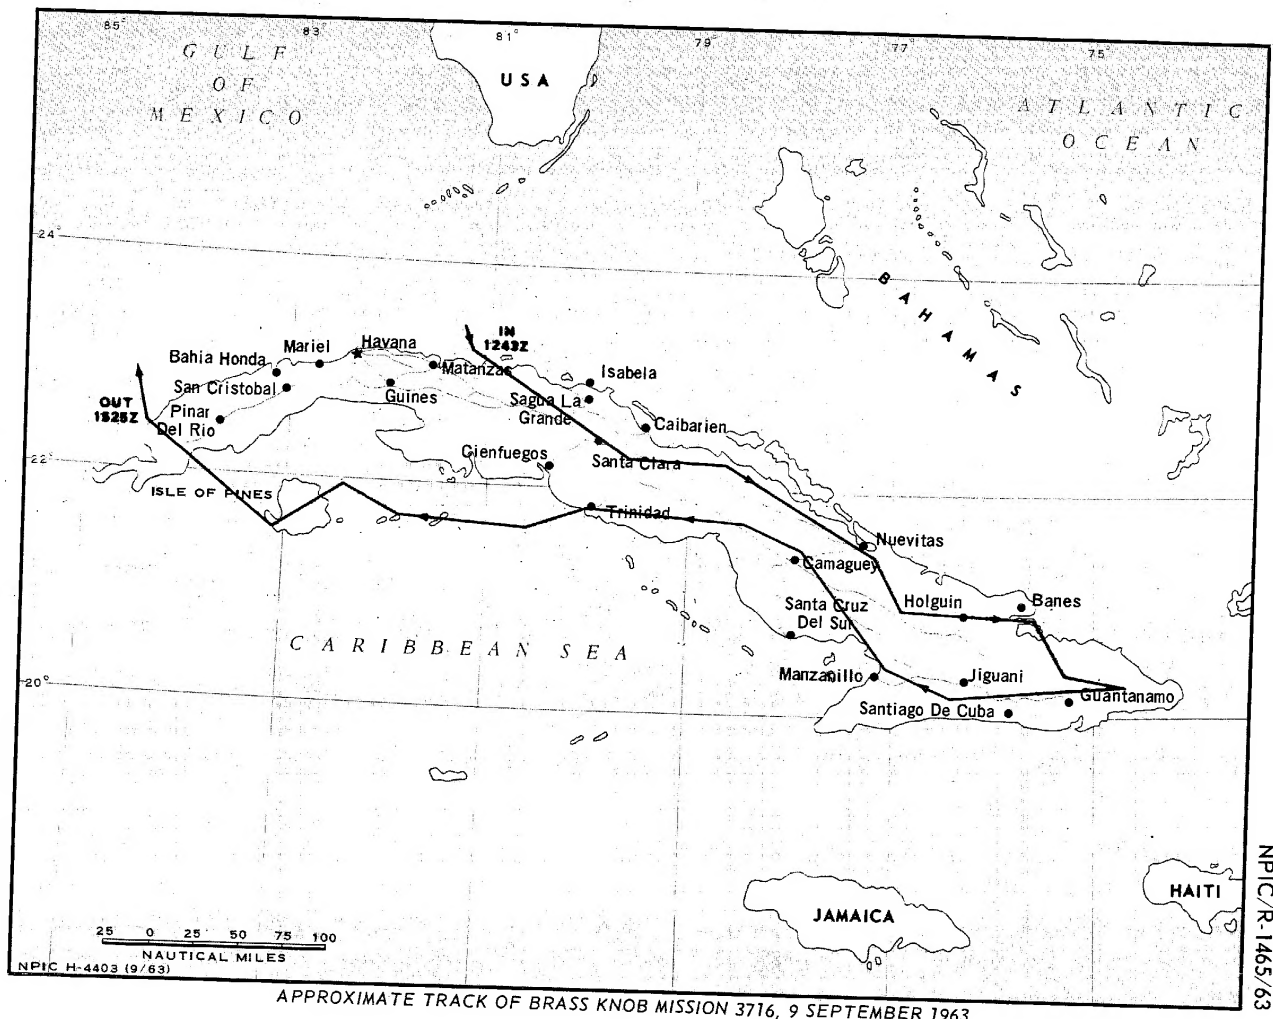 85°
83°
81°
79°
77°
75°
GULF
OF
MEXICO
USA
ATLANTIC
OCEAN
24°
BAHAMAS
IN
1243Z
Havana
Mariel
Bahia Honda
Matanzas
Isabela
San Cristobal
Guines
Sagua La
Grande
OUT
1525Z
Pinar
Del Rio
Caibarien
Cienfuegos
Santa Clara
22°
ISLE OF PINES
Trinidad
Nuevitas
Camaguey
Santa Cruz
Del Sur
Holguin
Banes
CARIBBEAN SEA
20°
Manzanillo
Jiguani
Guantanamo
Santiago De Cuba
HAITI
JAMAICA
25 0 25 50 75 100
NAUTICAL MILES
NPIC H-4403 (9/63)
NPIC/R-1465/63
APPROXIMATE TRACK OF BRASS KNOB MISSION 3716, 9 SEPTEMBER 1963